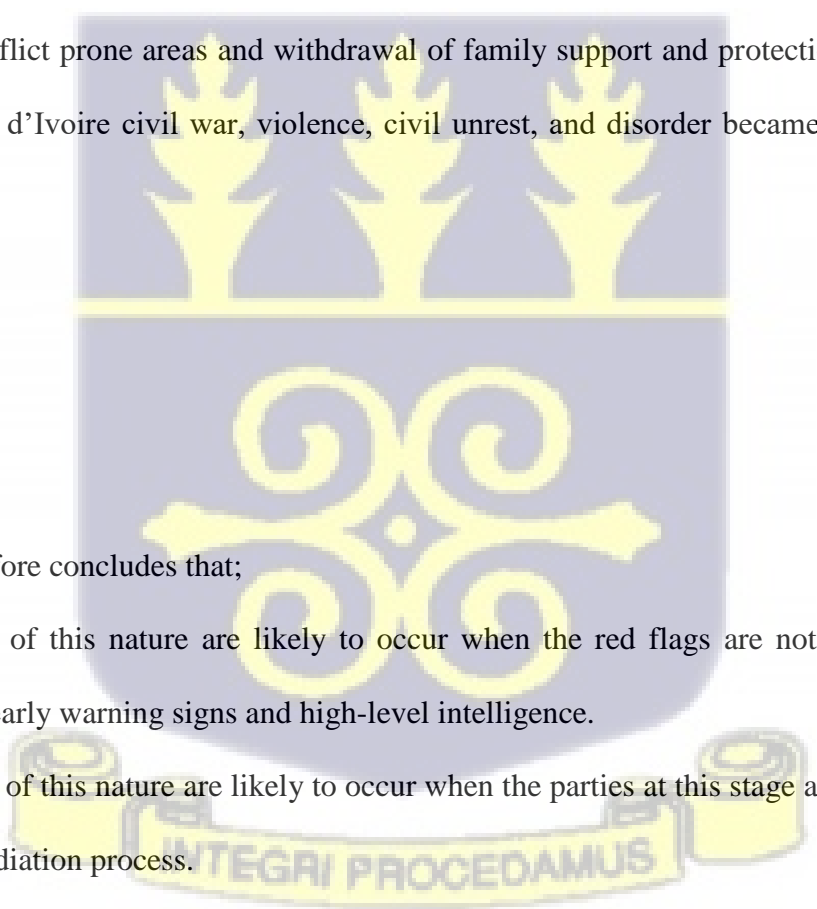 flict prone areas and withdrawal of family support and protecti
d’Ivoire civil war, violence, civil unrest, and disorder became
fore concludes that;
of this nature are likely to occur when the red flags are not
early warning signs and high-level intelligence.
of this nature are likely to occur when the parties at this stage a
diation process.
INTEGRI PROCEDAMUS